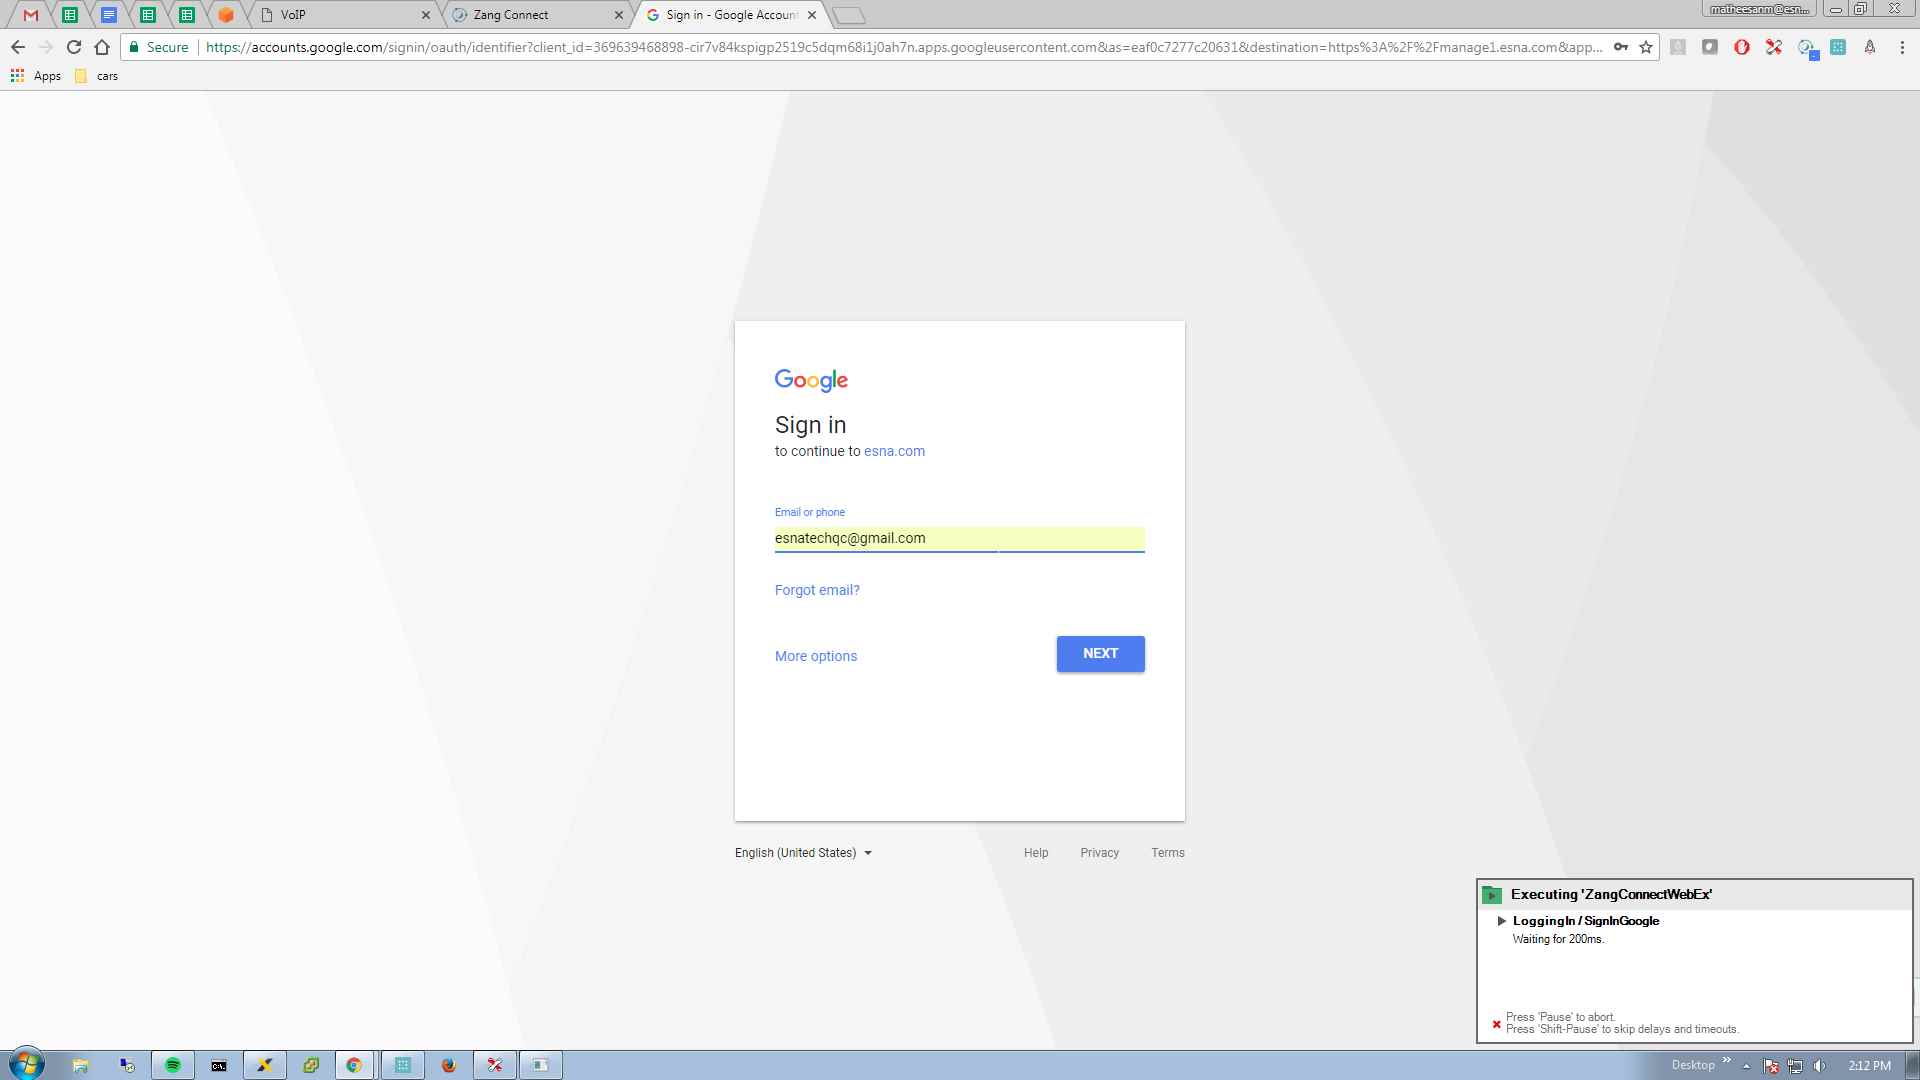 VoIP
Zang Connect
Sign in - Google Accoun
matheesanm@esn...
Secure
https://accounts.google.com/signin/oauth/identifier?client_id=369639468898-cir7v84kspigp2519c5dqm68i1j0ah7n.apps.googleusercontent.com&as=eaf0c7277c20631&destination=https%3A%2F%2Fmanage1.esna.com&app...
Apps
cars
Google
Sign in
to continue to esna.com
Email or phone
esnatechqc@gmail.com
Forgot email?
More options
NEXT
English (United States)
Help
Privacy
Terms
Executing 'ZangConnectWebEx'
LoggingIn / SignInGoogle
Waiting for 200ms.
Press 'Pause' to abort.
Press 'Shift-Pause' to skip delays and timeouts.
Desktop
2:12 PM